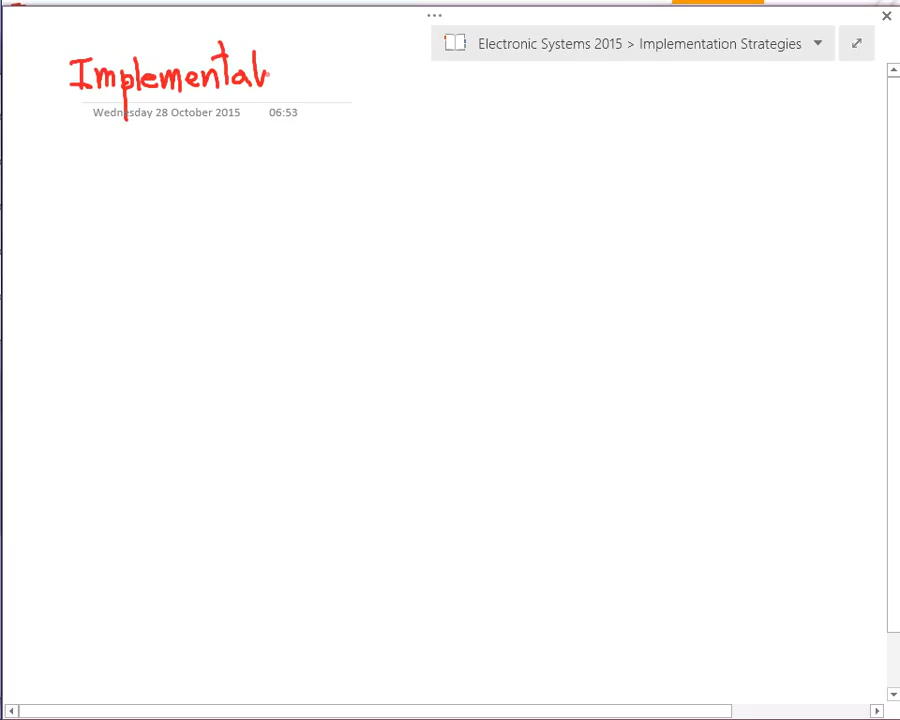 Electronic Systems 2015 > Implementation Strategies
Implementat
Wednesday 28 October 2015 06:53